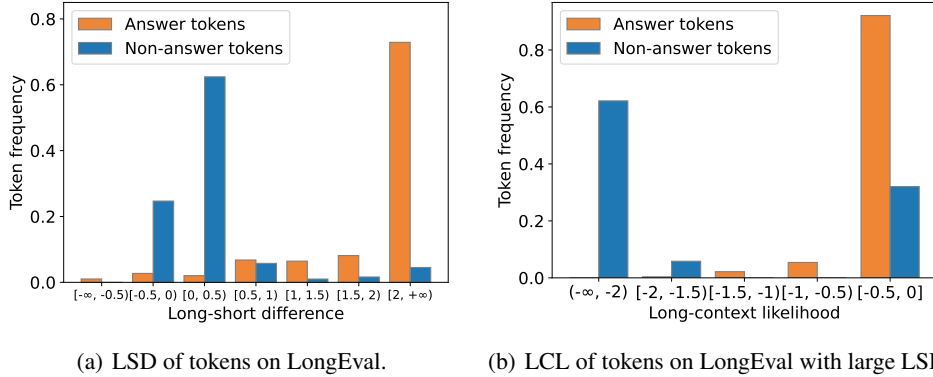 Answer tokens
Non-answer tokens
Token frequency
0.8
0.6
0.4
0.2
0.0
[-∞, -0.5) [-0.5, 0) [0, 0.5) [0.5, 1) [1, 1.5) [1.5, 2) [2, +∞)
Long-short difference
(a) LSD of tokens on LongEval.
Answer tokens
Non-answer tokens
Token frequency
0.8
0.6
0.4
0.2
0.0
(-∞, -2) [-2, -1.5) [-1.5, -1) [-1, -0.5) [-0.5, 0]
Long-context likelihood
(b) LCL of tokens on LongEval with large